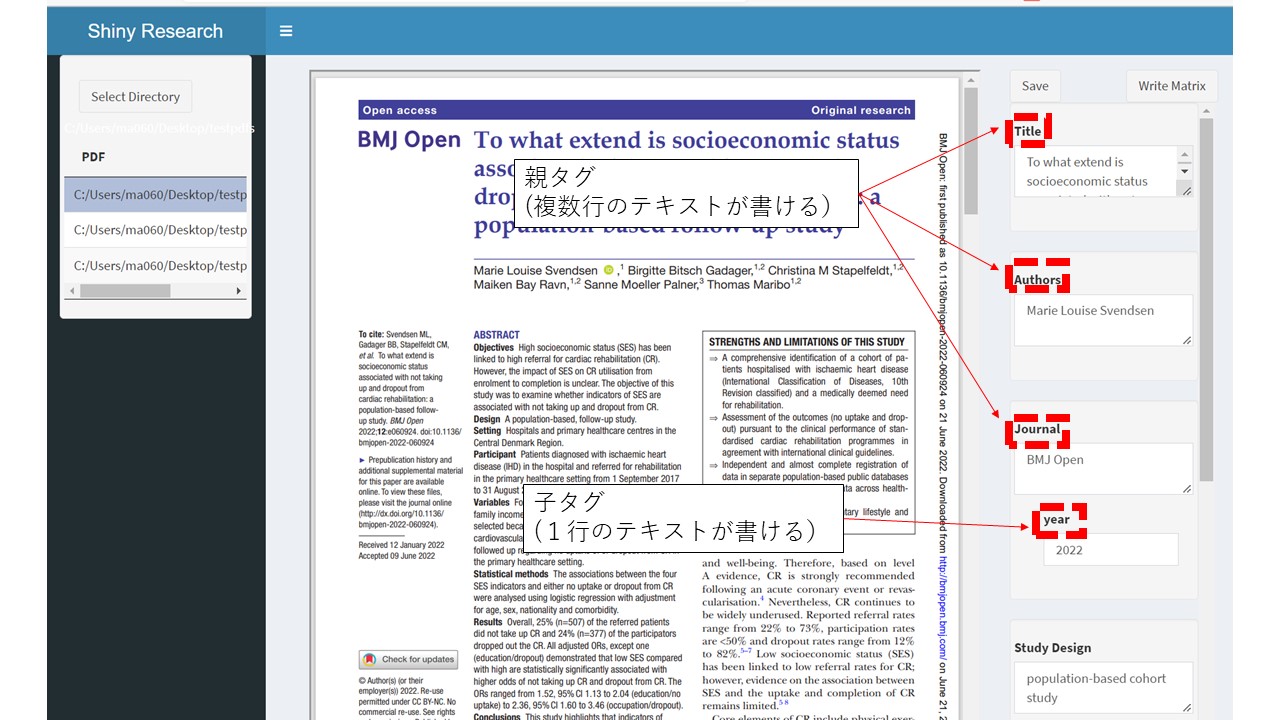 Shiny Research
Select Directory
C:/Users/ma060/Desktop/testpdfs
PDF
C:/Users/ma060/Desktop/testp
C:/Users/ma060/Desktop/testp
C:/Users/ma060/Desktop/testp
Open access
Original research
BMJ Open
To what extend is socioeconomic status
親タグ
(複数行のテキストが書ける）
population-based follow-up study
Marie Louise Svendsen ,1 Birgitte Bitsch Gadager,1,2 Christina M Stapelfeldt,1,2
Maiken Bay Ravn,1,2 Sanne Moeller Palner,3 Thomas Maribo1,2
To cite: Svendsen ML,
Gadager BB, Stapelfeldt CM,
et al. To what extend is
socioeconomic status
associated with not taking
up and dropout from
cardiac rehabilitation: a
population-based follow-
up study. BMJ Open
2022;12:e060924. doi:10.1136/
bmjopen-2022-060924
► Prepublication history and
additional supplemental material
for this paper are available
online. To view these files,
please visit the journal online
(http://dx.doi.org/10.1136/
bmjopen-2022-060924).
Received 12 January 2022
Accepted 09 June 2022
Check for updates
© Author(s) (or their
employer(s)) 2022. Re-use
permitted under CC BY-NC. No
commercial re-use. See rights
ABSTRACT
Objectives High socioeconomic status (SES) has been
linked to high referral for cardiac rehabilitation (CR).
However, the impact of SES on CR utilisation from
enrolment to completion is unclear. The objective of this
study was to examine whether indicators of SES are
associated with not taking up and dropout from CR.
Design A population-based, follow-up study.
Setting Hospitals and primary healthcare centres in the
Central Denmark Region.
Participant Patients diagnosed with ischaemic heart
disease (IHD) in the hospital and referred for rehabilitation
in the primary healthcare setting from 1 September 2017
to 31 August
Variables
family income
selected beca
cardiovascula
followed up
the primary healthcare setting.
Statistical methods The associations between the four
SES indicators and either no uptake or dropout from CR
were analysed using logistic regression with adjustment
for age, sex, nationality and comorbidity.
Results Overall, 25% (n=507) of the referred patients
did not take up CR and 24% (n=377) of the participants
dropped out the CR. All adjusted ORs, except one
(education/dropout) demonstrated that low SES compared
with high are statistically significantly associated with
higher odds of not taking up CR and dropout from CR. The
ORs ranged from 1.52, 95% CI 1.13 to 2.04 (education/no
uptake) to 2.36, 95% CI 1.60 to 3.46 (occupation/dropout).
Conclusions This study highlights that indicators of
STRENGTHS AND LIMITATIONS OF THIS STUDY
⇒ A comprehensive identification of a cohort of pa-
tients hospitalised with ischaemic heart disease
(International Classification of Diseases, 10th
Revision classified) and a medically deemed need
for rehabilitation.
⇒ Assessment of the outcomes (no uptake and drop-
out) pursuant to the clinical performance of stan-
dardised cardiac rehabilitation programmes in
agreement with international clinical guidelines.
⇒ Independent and almost complete registration of
data in separate population-based public databases
ta across health-
tary lifestyle and
子タグ
（１行のテキストが書ける）
and well-being. Therefore, based on level
A evidence, CR is strongly recommended
following an acute coronary event or revas-
cularisation.4 Nevertheless, CR continues to
be widely underused. Reported referral rates
range from 22% to 73%, participation rates
are <50% and dropout rates range from 12%
to 82%.5–7 Low socioeconomic status (SES)
has been linked to low referral rates for CR;
however, evidence on the association between
SES and the uptake and completion of CR
remains limited.5 8
Core elements of CR include physical exer-
BMJ Open: first published as 10.1136/bmjopen-2022-060924 on 21 June 2022. Downloaded from http://bmjopen.bmj.com/ on June 21, 2
Save
Write Matrix
Title
To what extend is
socioeconomic status
Authors
Marie Louise Svendsen
Journal
BMJ Open
year
2022
Study Design
population-based cohort
study